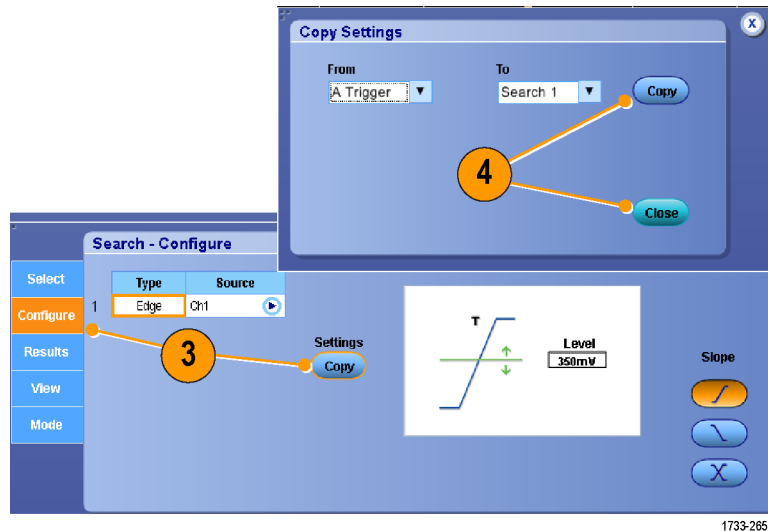 Copy Settings
X
From
To
A Trigger
Search 1
Copy
4
Close
Search - Configure
Select
Configure
Results
View
Mode
Type
Source
1
Edge
Ch1
3
Settings
Copy
T
Level
350mV
Slope
1733-265